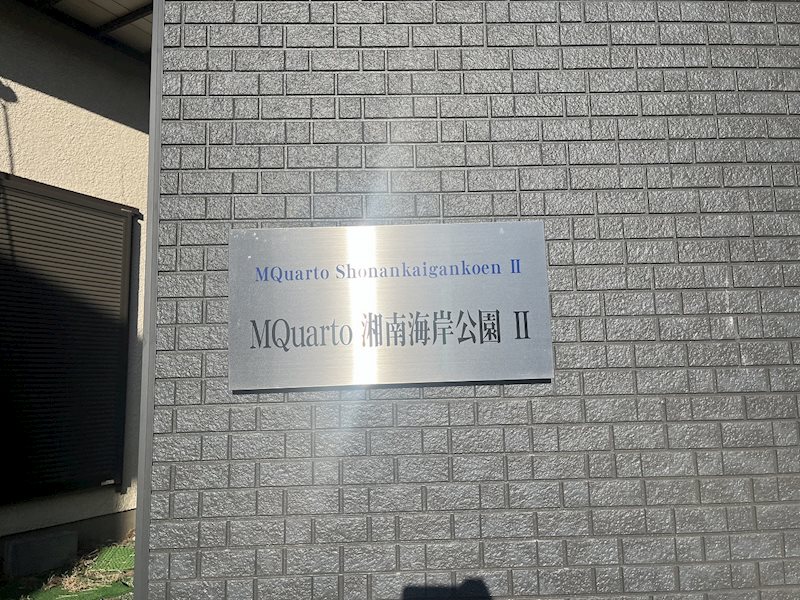 MQuarto Shonankaigankoen II
MQuarto 湘南海岸公園 II